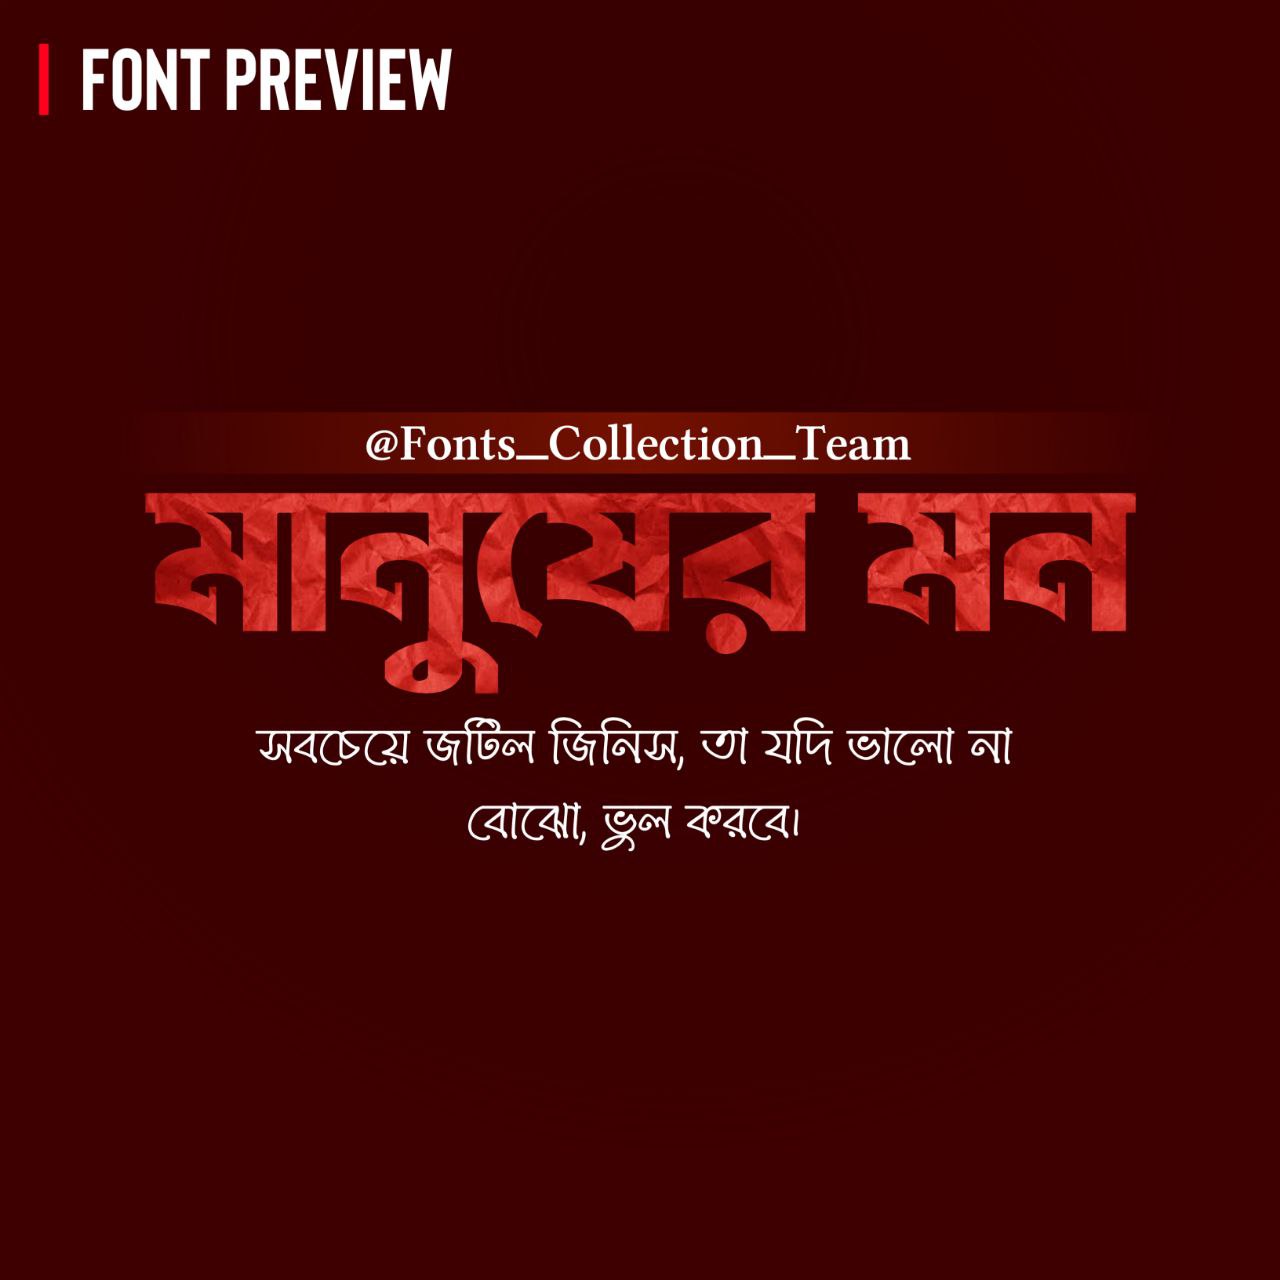 FONT PREVIEW
@Fonts_Collection_Team
মানুষের মন
সবচেয়ে জটিল জিনিস, তা যদি ভালো না
বোঝো, ভুল করবে।